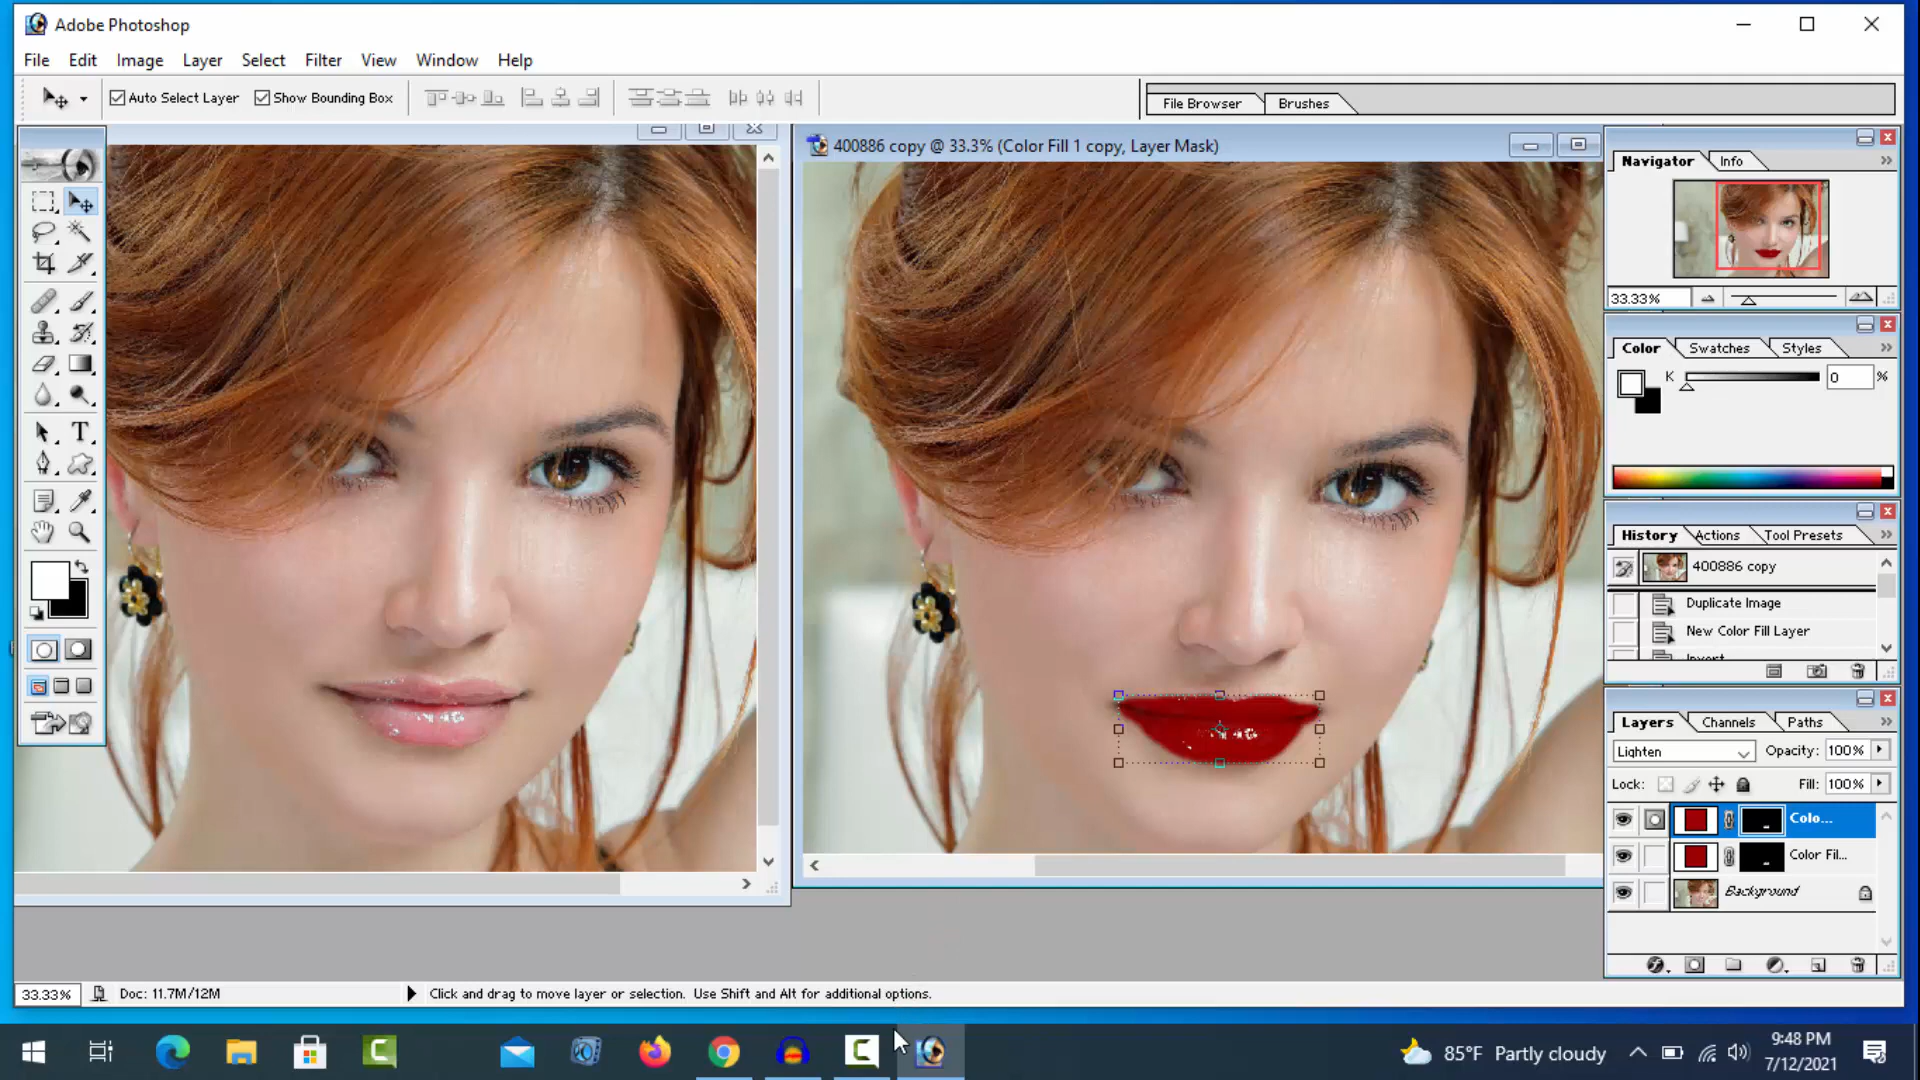 Adobe Photoshop
File Edit Image Layer Select Filter View Window Help
Auto Select Layer Show Bounding Box
File Browser Brushes
400886 copy @ 33.3% (Color Fill 1 copy, Layer Mask)
Navigator Info
33.33%
Color Swatches Styles
K 0 %
History Actions Tool Presets
400886 copy
Duplicate Image
New Color Fill Layer
Invert
Layers Channels Paths
Lighten Opacity: 100%
Lock: Fill: 100%
Colo...
Color Fil...
Background
T
33.33% Doc: 11.7M/12M Click and drag to move layer or selection. Use Shift and Alt for additional options.
85°F Partly cloudy
9:48 PM
7/12/2021